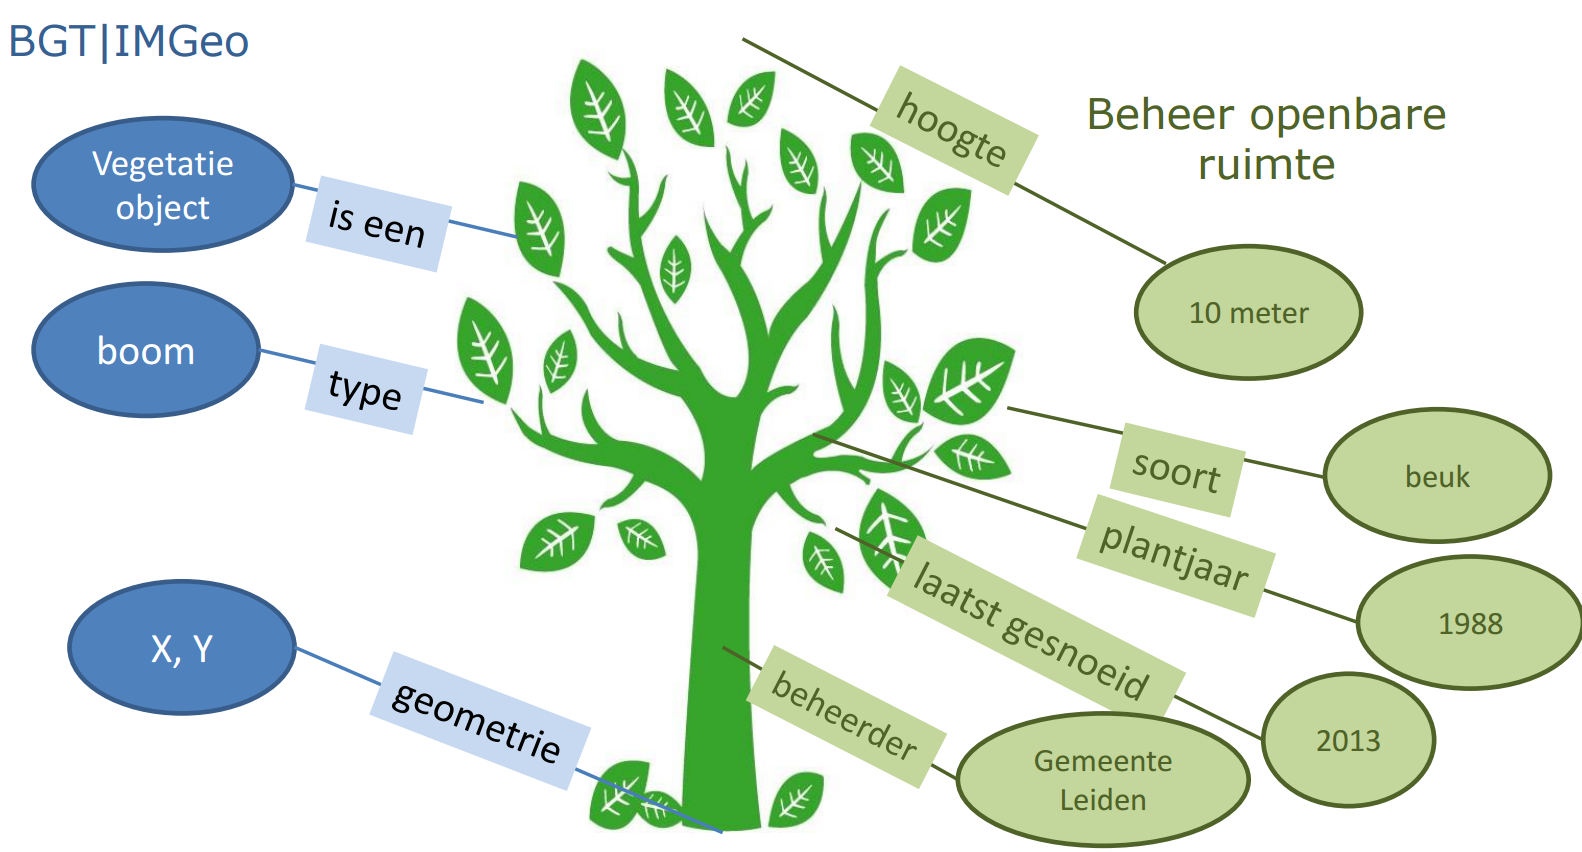 BGT|IMGeo
Vegetatie
object
is een
boom
type
X, Y
geometrie
hoogte
Beheer openbare
ruimte
10 meter
soort
beuk
plantjaar
1988
laatst gesnoeid
2013
beheerder
Gemeente
Leiden